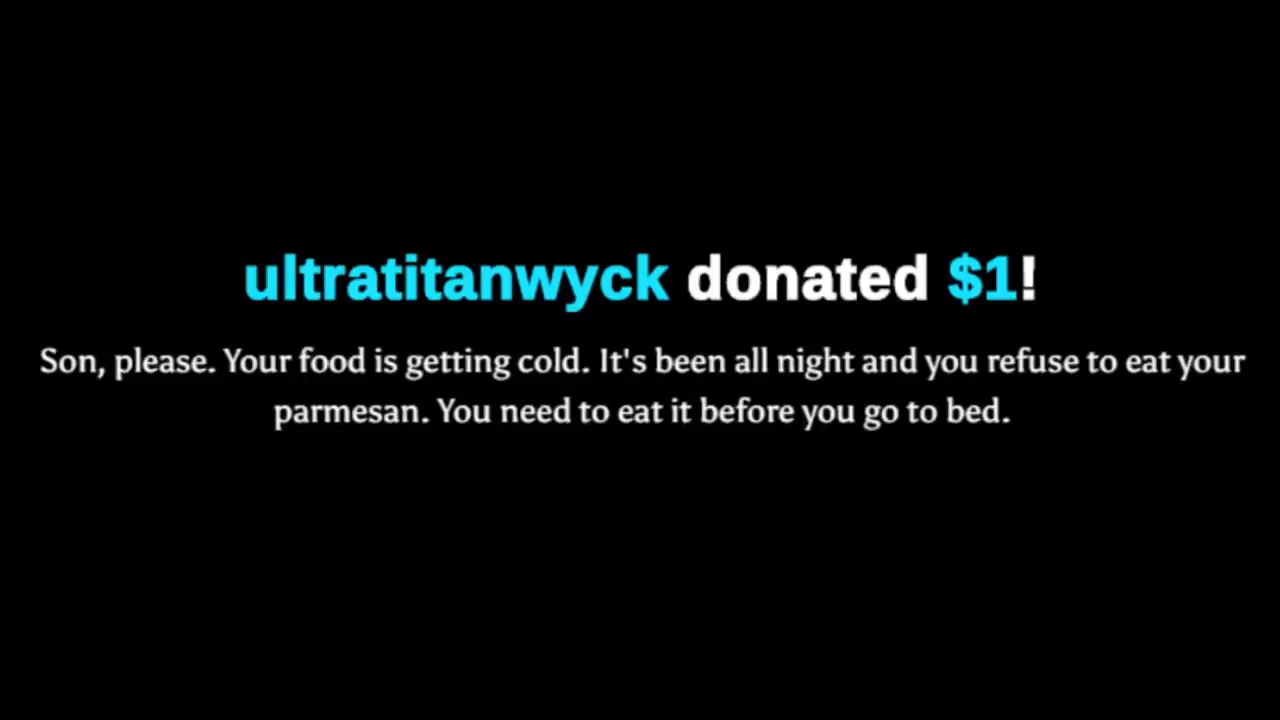 ultratitanwyck donated $1!
Son, please. Your food is getting cold. It's been all night and you refuse to eat your
parmesan. You need to eat it before you go to bed.